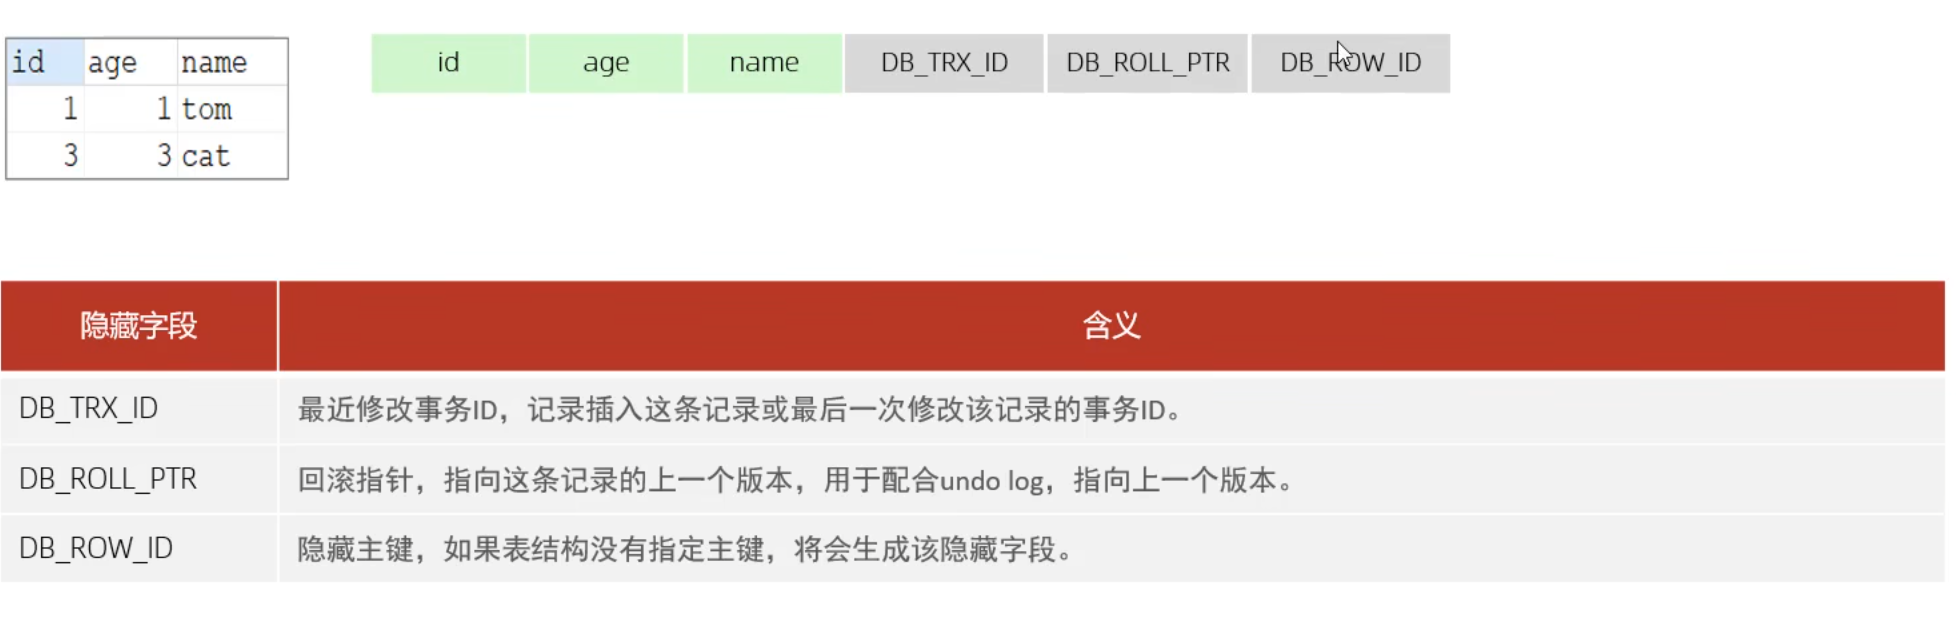 id age name
1 1 tom
3 3 cat
id age name DB_TRX_ID DB_ROLL_PTR DB_ROW_ID
隐藏字段 含义
DB_TRX_ID 最近修改事务ID，记录插入这条记录或最后一次修改该记录的事务ID。
DB_ROLL_PTR 回滚指针，指向这条记录的上一个版本，用于配合undo log，指向上一个版本。
DB_ROW_ID 隐藏主键，如果表结构没有指定主键，将会生成该隐藏字段。